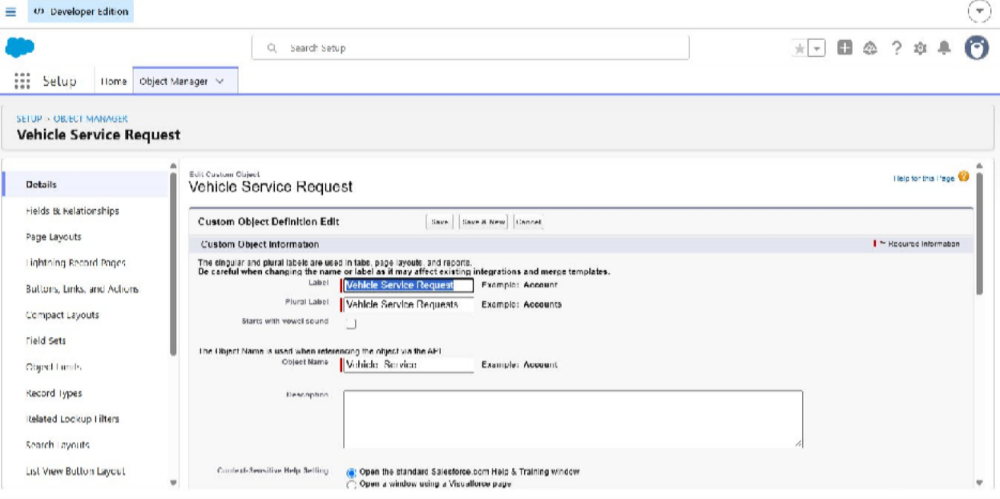 Developer Edition
Search Setup
Setup
Home
Object Manager
SETUP > OBJECT MANAGER
Vehicle Service Request
Details
Fields & Relationships
Page Layouts
Lightning Record Pages
Buttons, Links, and Actions
Compact Layouts
Field Sets
Object Limits
Record Types
Related Lookup Filters
Search Layouts
List View Button Layout
Edit Custom Object
Vehicle Service Request
Help for this Page
Custom Object Definition Edit
Save
Save & New
Cancel
Custom Object Information
= Required Information
The singular and plural labels are used in tabs, page layouts, and reports.
Be careful when changing the name or label as it may affect existing integrations and merge templates.
Label Vehicle Service Request Example: Account
Plural Label Vehicle Service Requests Example: Accounts
Starts with vowel sound
The Object Name is used when referencing the object via the API
Object Name Vehicle_Service Example: Account
Description
Context-Sensitive Help Setting Open the standard Salesforce.com Help & Training window
Open a window using a Visualforce page